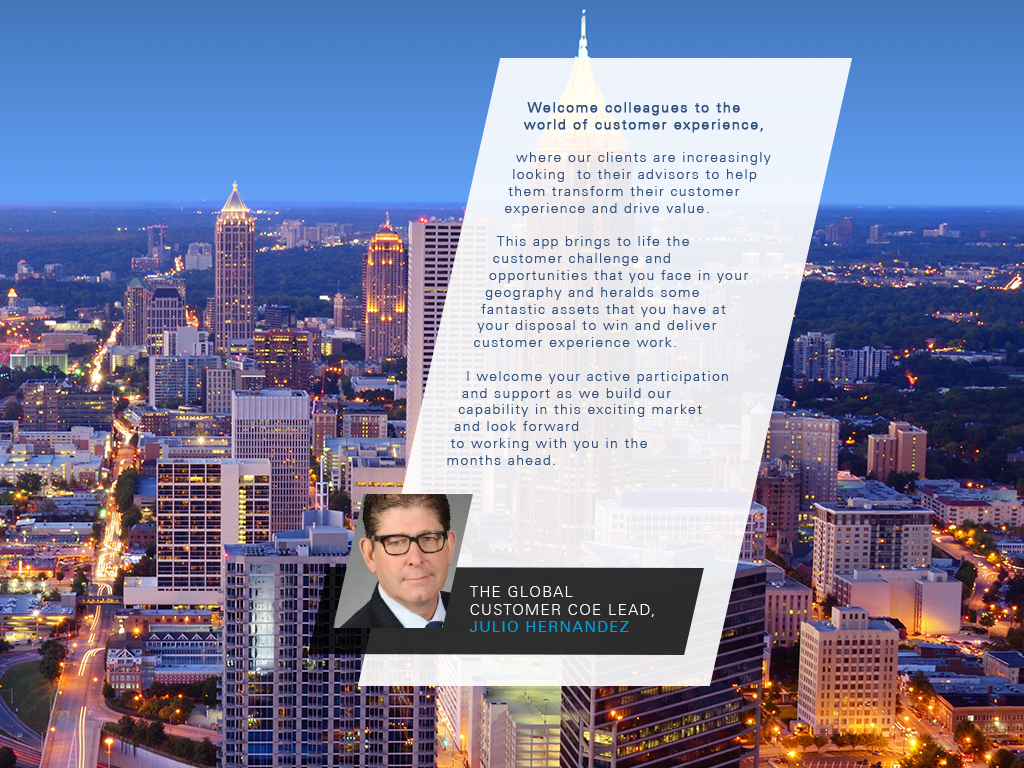 Welcome colleagues to the
world of customer experience,
where our clients are increasingly
looking to their advisors to help
them transform their customer
experience and drive value.
This app brings to life the
customer challenge and
opportunities that you face in your
geography and heralds some
fantastic assets that you have at
your disposal to win and deliver
customer experience work.
I welcome your active participation
and support as we build our
capability in this exciting market
and look forward
to working with you in the
months ahead.
THE GLOBAL
CUSTOMER COE LEAD,
JULIO HERNANDEZ